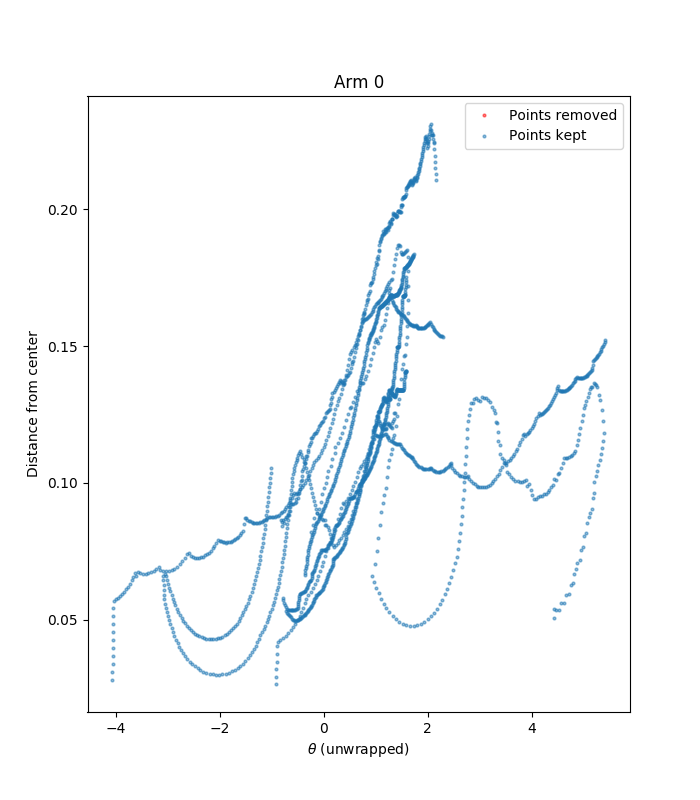 Arm 0
Points removed
Points kept
0.20
0.15
0.10
0.05
Distance from center
−4
−2
0
2
4
θ (unwrapped)